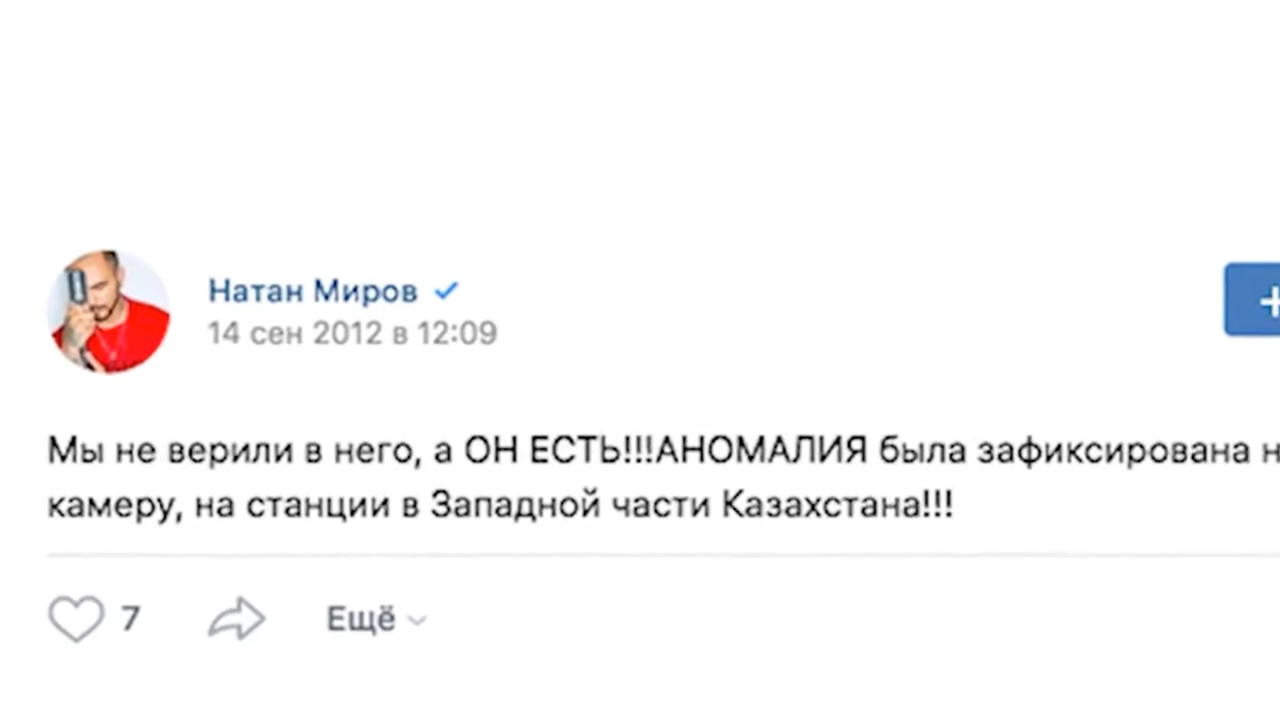 Натан Миров
14 сен 2012 в 12:09
Мы не верили в него, а ОН ЕСТЬ!!!АНОМАЛИЯ была зафиксирована
камеру, на станции в Западной части Казахстана!!!
7
Ещё